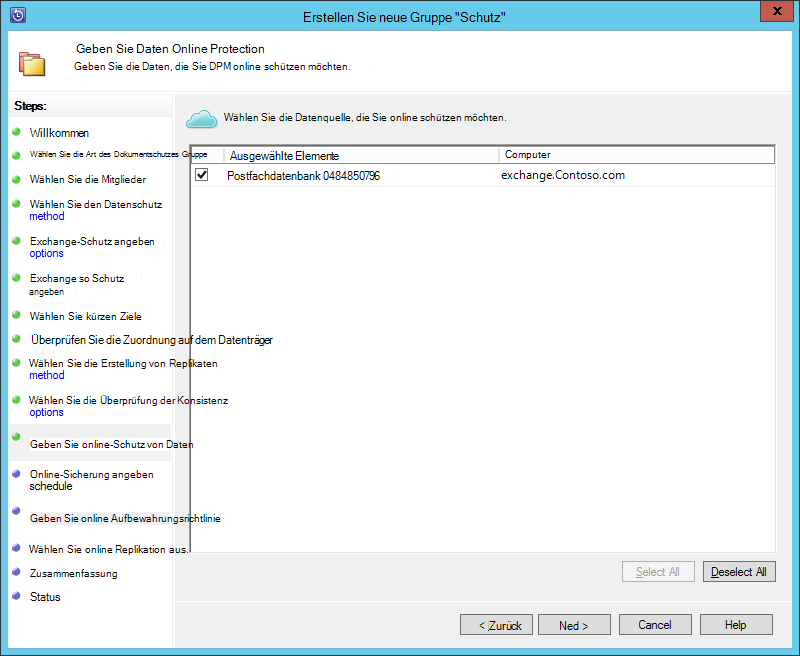 Erstellen Sie neue Gruppe "Schutz"
X
Geben Sie Daten Online Protection
Geben Sie die Daten, die Sie DPM online schützen möchten.
Steps:
Willkommen
Wählen Sie die Art des Dokumentschutzes Gruppe
Wählen Sie die Mitglieder
Wählen Sie den Datenschutz
method
Exchange-Schutz angeben
options
Exchange so Schutz
angeben
Wählen Sie kürzen Ziele
Überprüfen Sie die Zuordnung auf dem Datenträger
Wählen Sie die Erstellung von Replikaten
method
Wählen Sie die Überprüfung der Konsistenz
options
Geben Sie online-Schutz von Daten
Online-Sicherung angeben
schedule
Geben Sie online Aufbewahrungsrichtlinie
Wählen Sie online Replikation aus.
Zusammenfassung
Status
Wählen Sie die Datenquelle, die Sie online schützen möchten.
Ausgewählte Elemente Computer
Postfachdatenbank 0484850796 exchange.Contoso.com
Select All Deselect All
< Zurück Ned > Cancel Help